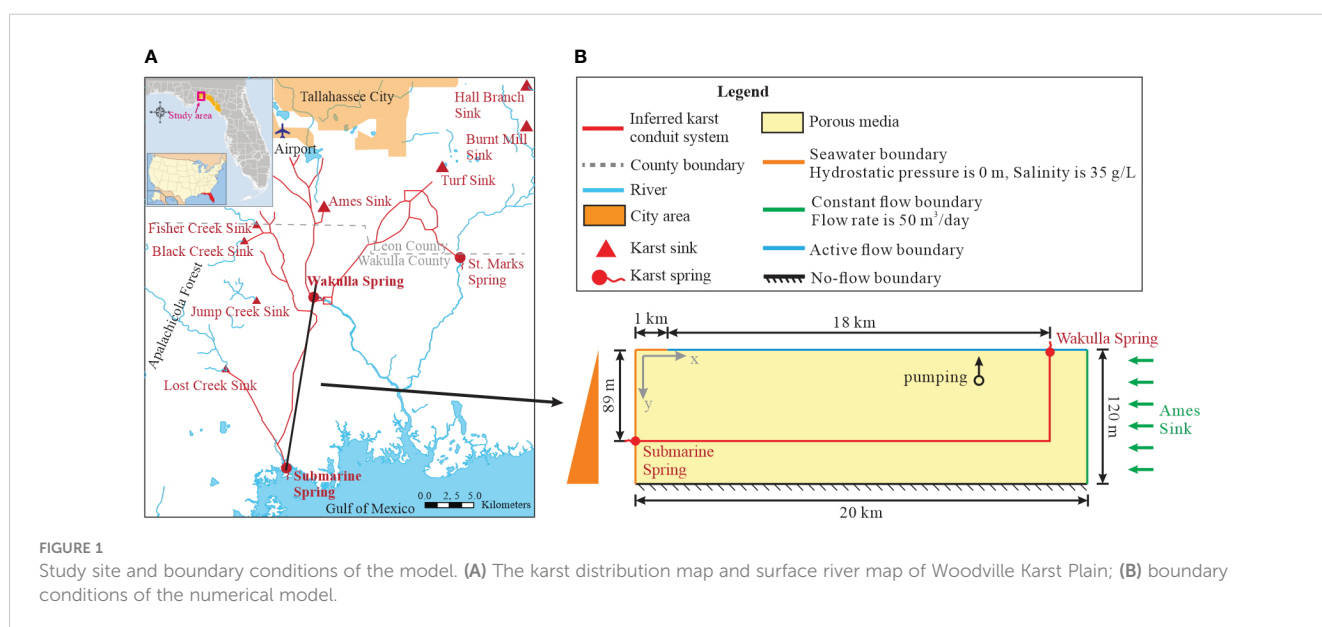 A
Study area
Tallahassee City
Airport
Hall Branch
Sink
Burnt Mill
Sink
Turf Sink
Ames Sink
Fisher Creek Sink
Black Creek Sink
Leon County
Wakulla County
St. Marks
Spring
Wakulla Spring
Apalachicola Forest
Jump Creek Sink
Lost Creek Sink
Submarine
Spring
Gulf of Mexico
0.0 2.5 5.0
Kilometers
B
Legend
Inferred karst
conduit system
County boundary
River
City area
Karst sink
Karst spring
Porous media
Seawater boundary
Hydrostatic pressure is 0 m, Salinity is 35 g/L
Constant flow boundary
Flow rate is 50 m³/day
Active flow boundary
No-flow boundary
1 km
18 km
Wakulla Spring
x
y
89 m
pumping
120 m
Ames
Sink
Submarine
Spring
20 km
FIGURE 1
Study site and boundary conditions of the model. (A) The karst distribution map and surface river map of Woodville Karst Plain; (B) boundary
conditions of the numerical model.